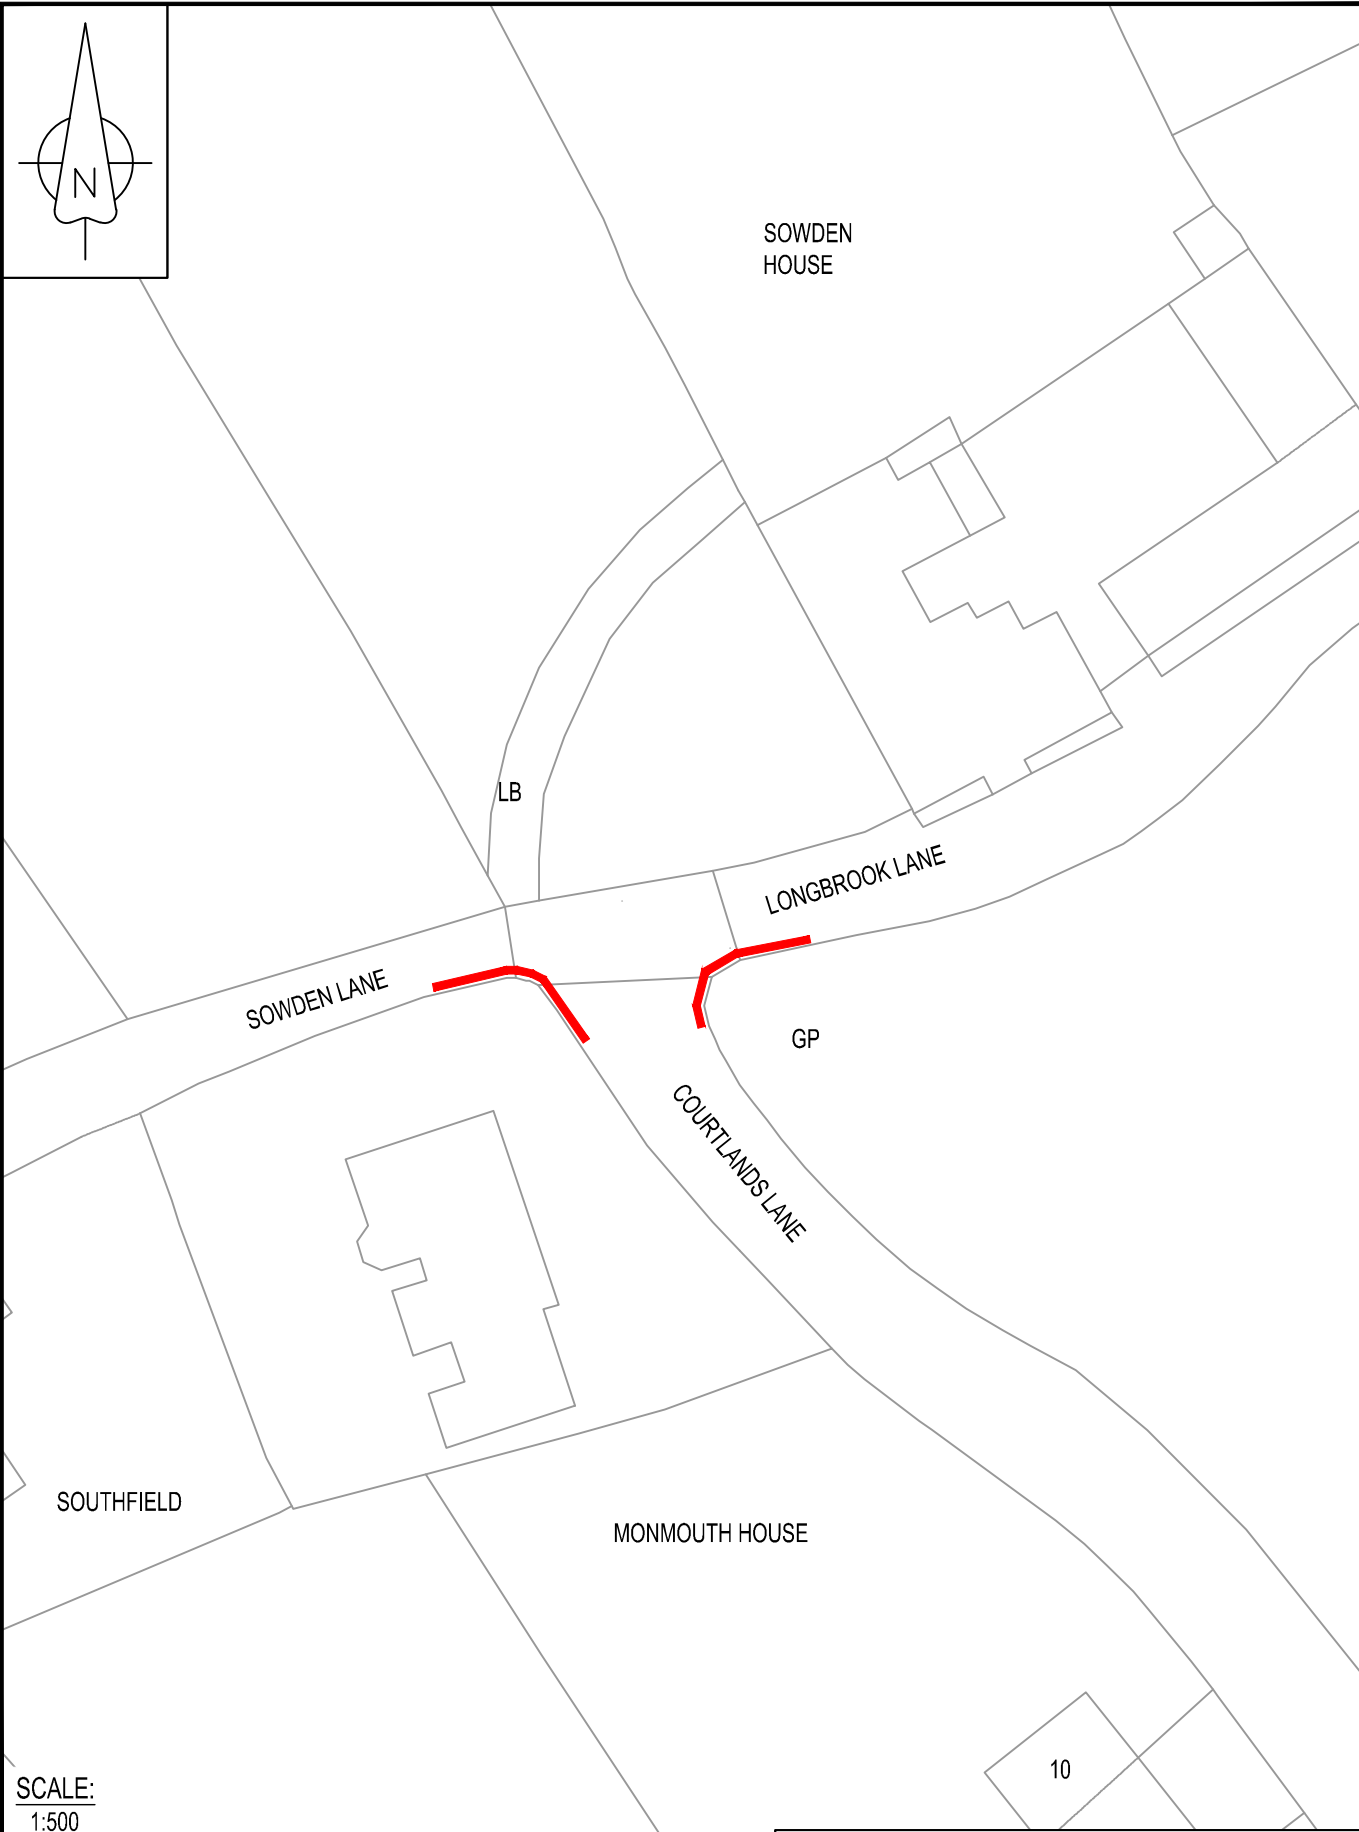 N
SOWDEN
HOUSE
LB
LONGBROOK LANE
SOWDEN LANE
GP
COURTLANDS LANE
SOUTHFIELD
MONMOUTH HOUSE
10
SCALE:
1:500